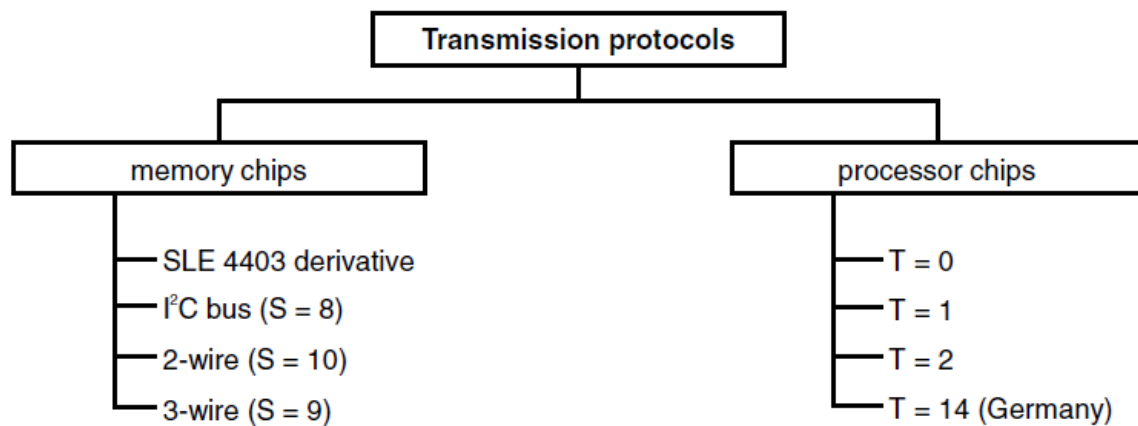 Transmission protocols
memory chips
SLE 4403 derivative
I²C bus (S = 8)
2-wire (S = 10)
3-wire (S = 9)
processor chips
T = 0
T = 1
T = 2
T = 14 (Germany)